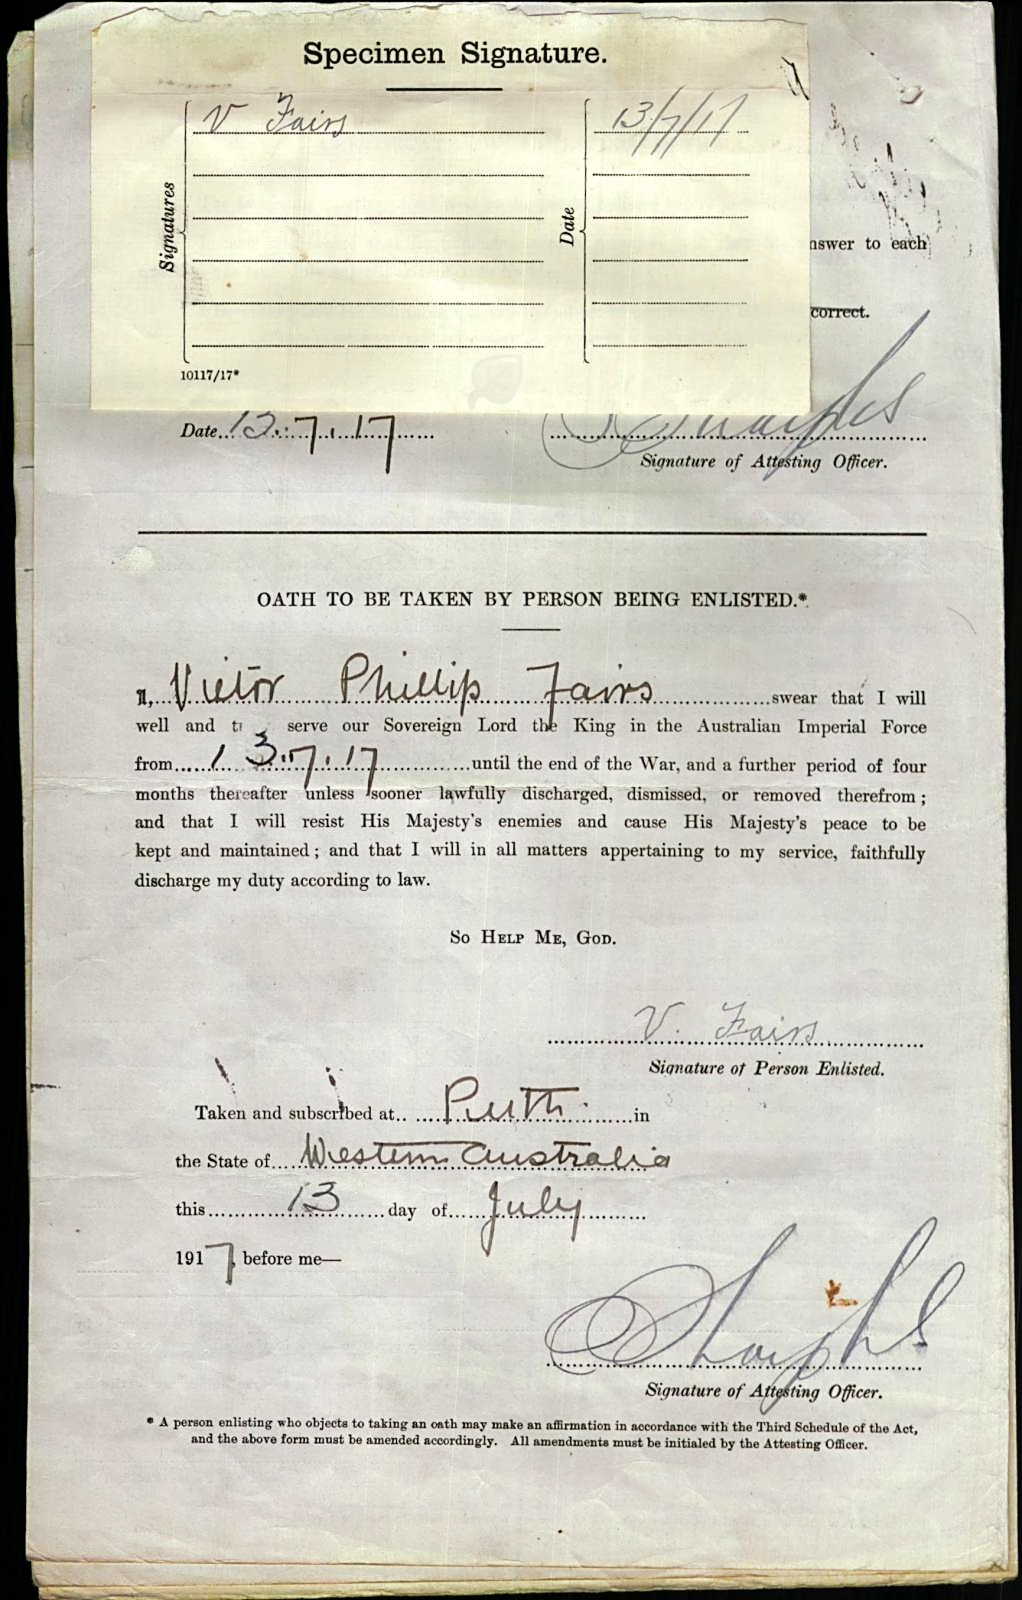 Specimen Signature.
Signatures
V Fairs
Date
13/7/17
10117/17*
nswer to each
correct.
Date 13.7.17
Signature of Attesting Officer.
OATH TO BE TAKEN BY PERSON BEING ENLISTED.*
I, Victor Phillip Fairs swear that I will
well and serve our Sovereign Lord the King in the Australian Imperial Force
from 13.7.17 until the end of the War, and a further period of four
months thereafter unless sooner lawfully discharged, dismissed, or removed therefrom;
and that I will resist His Majesty's enemies and cause His Majesty's peace to be
kept and maintained; and that I will in all matters appertaining to my service, faithfully
discharge my duty according to law.
So Help Me, God.
V. Fairs
Signature of Person Enlisted.
Taken and subscribed at Perth in
the State of Western Australia
this 13 day of July
1917, before me—
Signature of Attesting Officer.
* A person enlisting who objects to taking an oath may make an affirmation in accordance with the Third Schedule of the Act,
and the above form must be amended accordingly. All amendments must be initialed by the Attesting Officer.